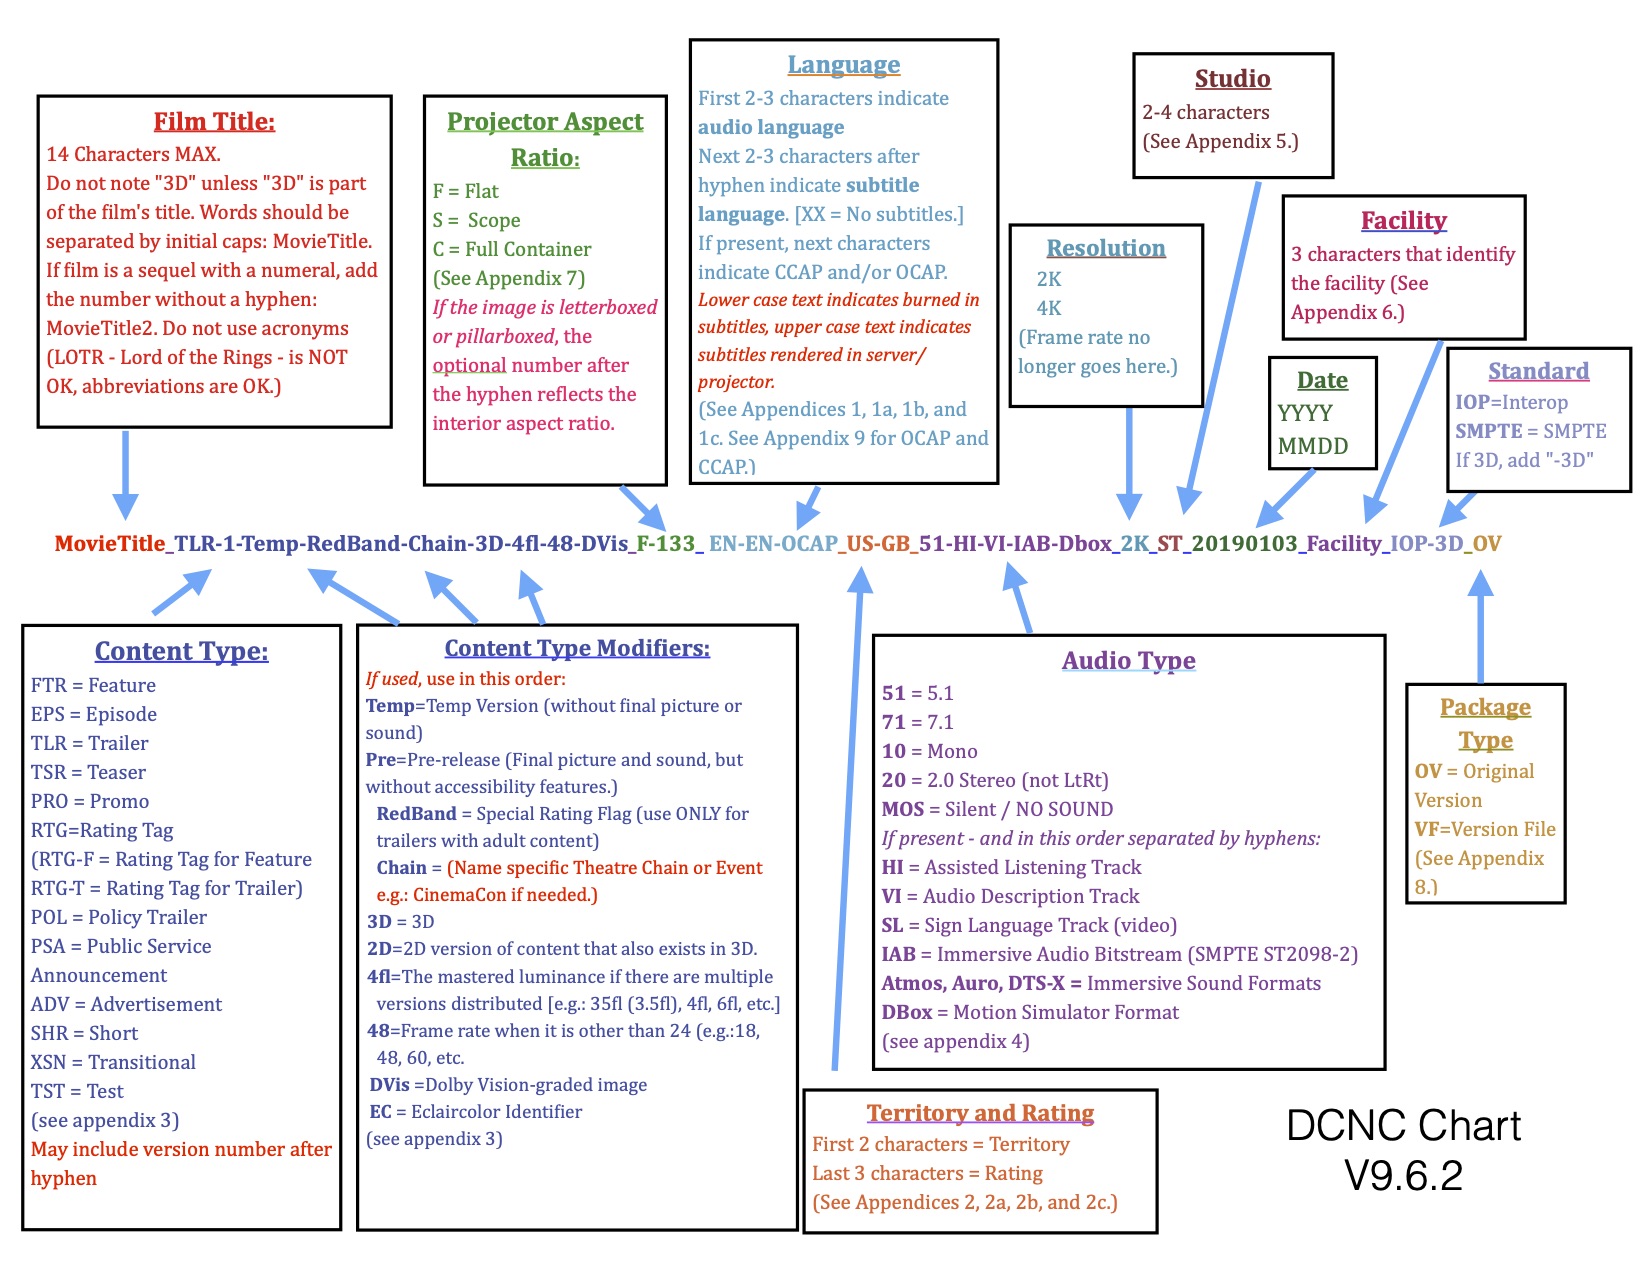 Film Title:
14 Characters MAX.
Do not note "3D" unless "3D" is part
of the film's title. Words should be
separated by initial caps: MovieTitle.
If film is a sequel with a numeral, add
the number without a hyphen:
MovieTitle2. Do not use acronyms
(LOTR - Lord of the Rings - is NOT
OK, abbreviations are OK.)
Projector Aspect
Ratio:
F = Flat
S = Scope
C = Full Container
(See Appendix 7)
If the image is letterboxed
or pillarboxed, the
optional number after
the hyphen reflects the
interior aspect ratio.
Language
First 2-3 characters indicate
audio language
Next 2-3 characters after
hyphen indicate subtitle
language. [XX = No subtitles.]
If present, next characters
indicate CCAP and/or OCAP.
Lower case text indicates burned in
subtitles, upper case text indicates
subtitles rendered in server/
projector.
(See Appendices 1, 1a, 1b, and
1c. See Appendix 9 for OCAP and
CCAP.)
Resolution
2K
4K
(Frame rate no
longer goes here.)
Studio
2-4 characters
(See Appendix 5.)
Facility
3 characters that identify
the facility (See
Appendix 6.)
Date
YYYY
MMDD
Standard
IOP=Interop
SMPTE = SMPTE
If 3D, add "-3D"
MovieTitle_TLR-1-Temp-RedBand-Chain-3D-4fl-48-DVis_F-133_ EN-EN-OCAP_US-GB_51-HI-VI-IAB-Dbox_2K_ST_20190103_Facility_IOP-3D_OV
Content Type:
FTR = Feature
EPS = Episode
TLR = Trailer
TSR = Teaser
PRO = Promo
RTG=Rating Tag
(RTG-F = Rating Tag for Feature
RTG-T = Rating Tag for Trailer)
POL = Policy Trailer
PSA = Public Service
Announcement
ADV = Advertisement
SHR = Short
XSN = Transitional
TST = Test
(see appendix 3)
May include version number after
hyphen
Content Type Modifiers:
If used, use in this order:
Temp=Temp Version (without final picture or
sound)
Pre=Pre-release (Final picture and sound, but
without accessibility features.)
RedBand = Special Rating Flag (use ONLY for
trailers with adult content)
Chain = (Name specific Theatre Chain or Event
e.g.: CinemaCon if needed.)
3D = 3D
2D=2D version of content that also exists in 3D.
4fl=The mastered luminance if there are multiple
versions distributed [e.g.: 35fl (3.5fl), 4fl, 6fl, etc.]
48=Frame rate when it is other than 24 (e.g.:18,
48, 60, etc.
DVis =Dolby Vision-graded image
EC = Eclaircolor Identifier
(see appendix 3)
Audio Type
51 = 5.1
71 = 7.1
10 = Mono
20 = 2.0 Stereo (not LtRt)
MOS = Silent / NO SOUND
If present - and in this order separated by hyphens:
HI = Assisted Listening Track
VI = Audio Description Track
SL = Sign Language Track (video)
IAB = Immersive Audio Bitstream (SMPTE ST2098-2)
Atmos, Auro, DTS-X = Immersive Sound Formats
DBox = Motion Simulator Format
(see appendix 4)
Package
Type
OV = Original
Version
VF=Version File
(See Appendix
8.)
Territory and Rating
First 2 characters = Territory
Last 3 characters = Rating
(See Appendices 2, 2a, 2b, and 2c.)
DCNC Chart
V9.6.2